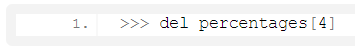 1. >>> del percentages[4]